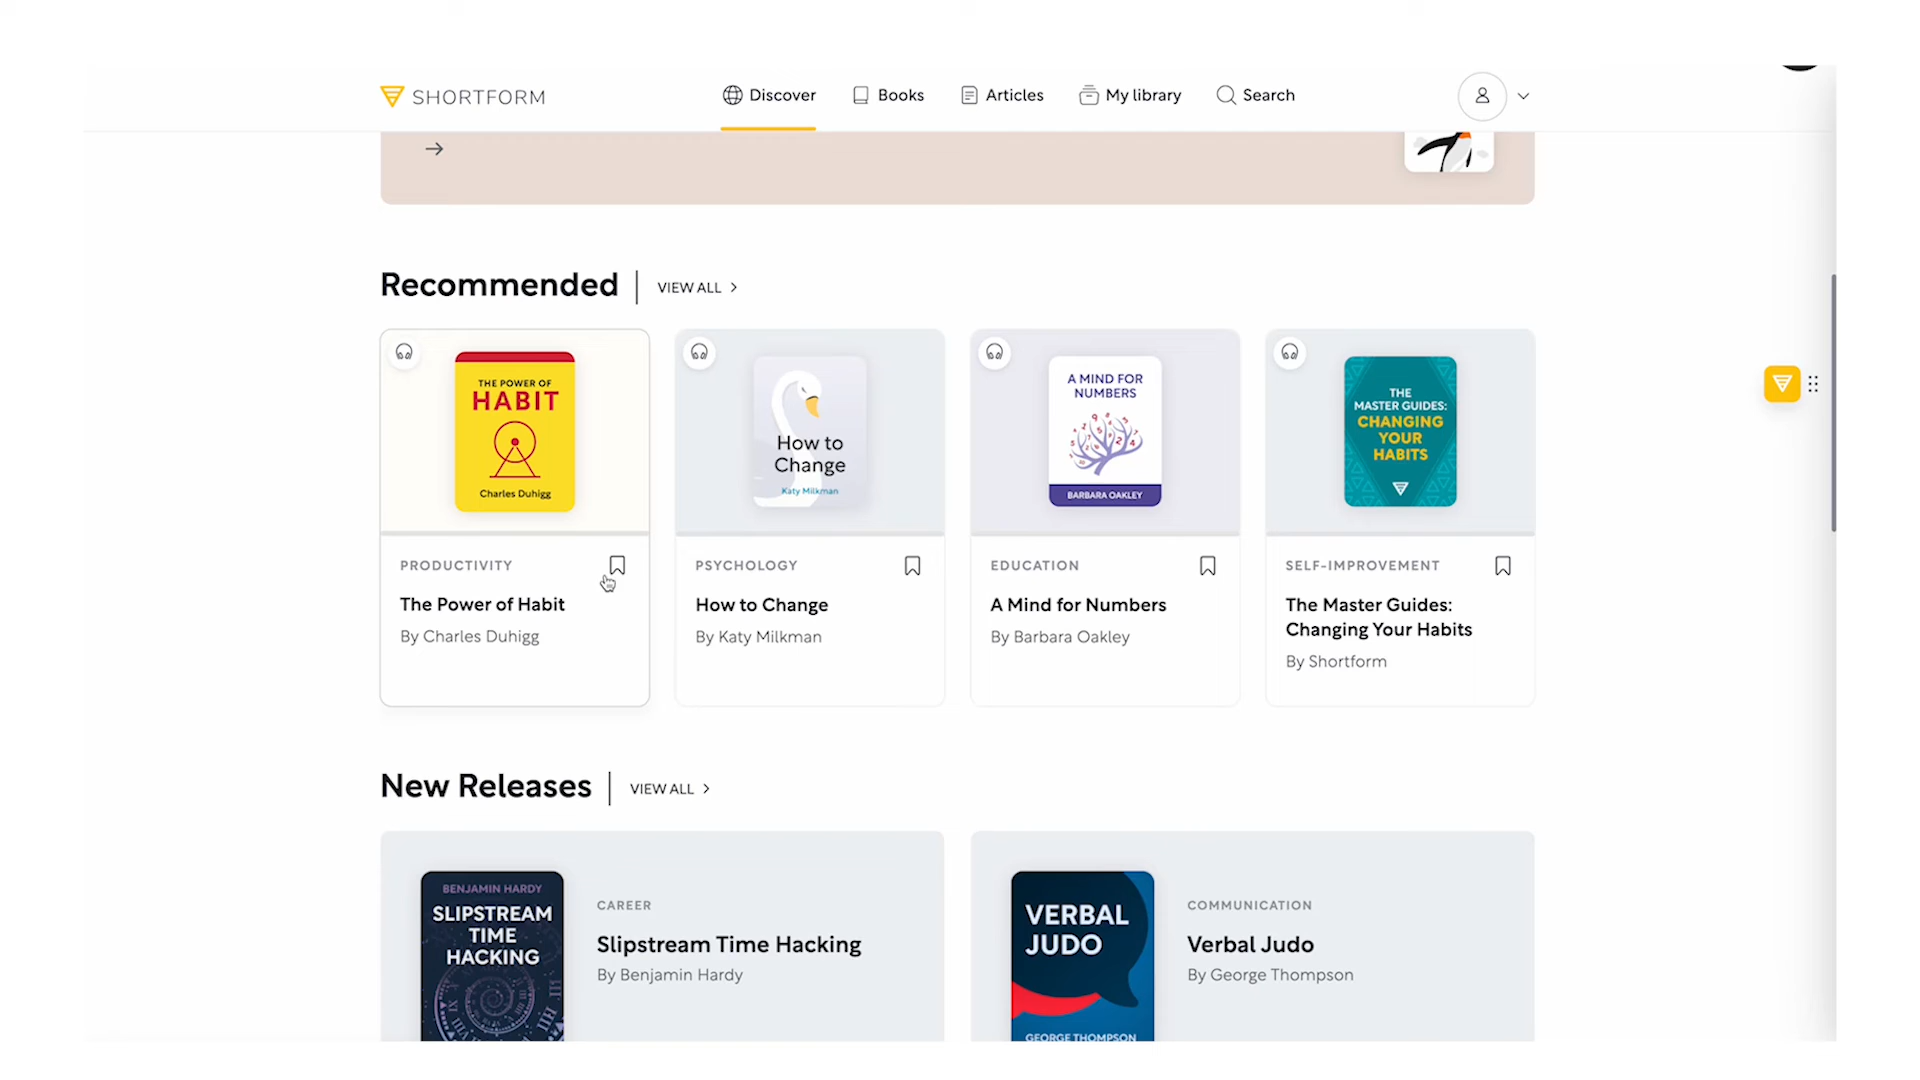 SHORTFORM
Discover
Books
Articles
My library
Search
Recommended
VIEW ALL
THE POWER OF
HABIT
Charles Duhigg
How to
Change
Katy Milkman
A MIND FOR
NUMBERS
BARBARA OAKLEY
THE
MASTER GUIDES:
CHANGING
YOUR
HABITS
PRODUCTIVITY
The Power of Habit
By Charles Duhigg
PSYCHOLOGY
How to Change
By Katy Milkman
EDUCATION
A Mind for Numbers
By Barbara Oakley
SELF-IMPROVEMENT
The Master Guides:
Changing Your Habits
By Shortform
New Releases
VIEW ALL
BENJAMIN HARDY
SLIPSTREAM
TIME
HACKING
CAREER
Slipstream Time Hacking
By Benjamin Hardy
VERBAL
JUDO
GEORGE THOMPSON
COMMUNICATION
Verbal Judo
By George Thompson